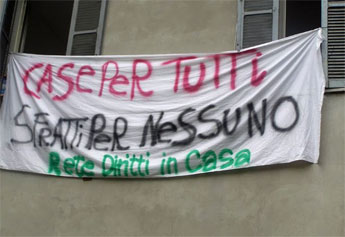 CASE PER TUTTI
SFRATTI PER NESSUNO
Rete Diritti in Casa